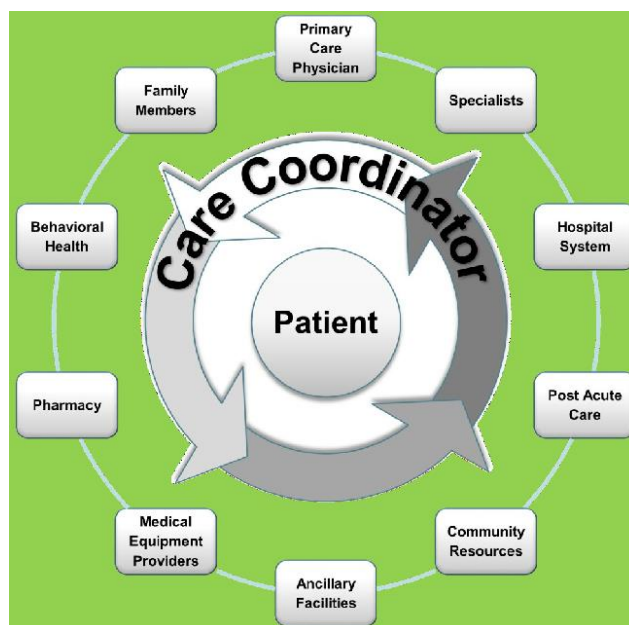 Primary
Care
Physician
Family
Members
Specialists
Care Coordinator
Behavioral
Health
Hospital
System
Patient
Pharmacy
Post Acute
Care
Medical
Equipment
Providers
Community
Resources
Ancillary
Facilities